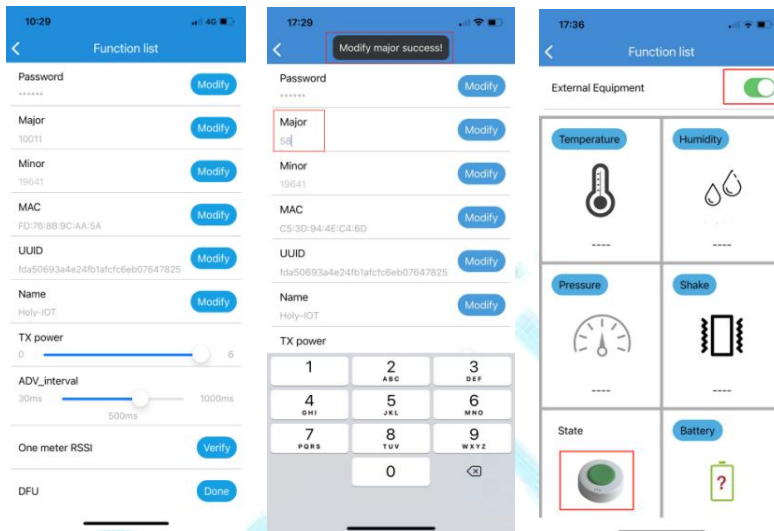 10:29
4G
Function list
Password
••••••
Modify
Major
10011
Modify
Minor
19641
Modify
MAC
FD:76:8B:9C:AA:5A
Modify
UUID
fda50693a4e24fb1afcfc6eb07647825
Modify
Name
Holy-IOT
Modify
TX power
0
6
ADV_interval
30ms
1000ms
500ms
One meter RSSI
Verify
DFU
Done
17:29
Modify major success!
Password
••••••
Modify
Major
58
Modify
Minor
19641
Modify
MAC
C5:3D:94:4E:C4:6D
Modify
UUID
fda50693a4e24fb1afcfc6eb07647825
Modify
Name
Holy-IOT
Modify
TX power
1
2 ABC
3 DEF
4 GHI
5 JKL
6 MNO
7 PQRS
8 TUV
9 WXYZ
0
17:36
Function list
External Equipment
Temperature
----
Humidity
----
Pressure
----
Shake
----
State
Battery
?